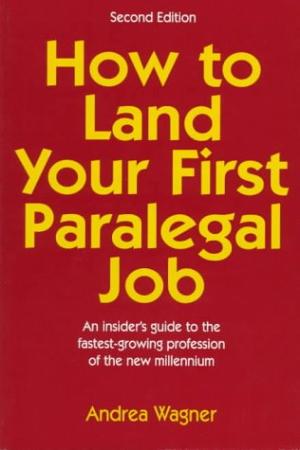 Second Edition
How to
Land
Your First
Paralegal
Job
An insider's guide to the
fastest-growing profession
of the new millennium
Andrea Wagner